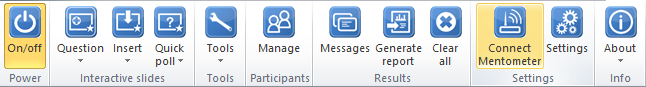 On/off
Question
Insert
Quick
poll
Tools
Manage
Messages
Generate
report
Clear
all
Connect
Mentometer
Settings
About
Power
Interactive slides
Tools
Participants
Results
Settings
Info